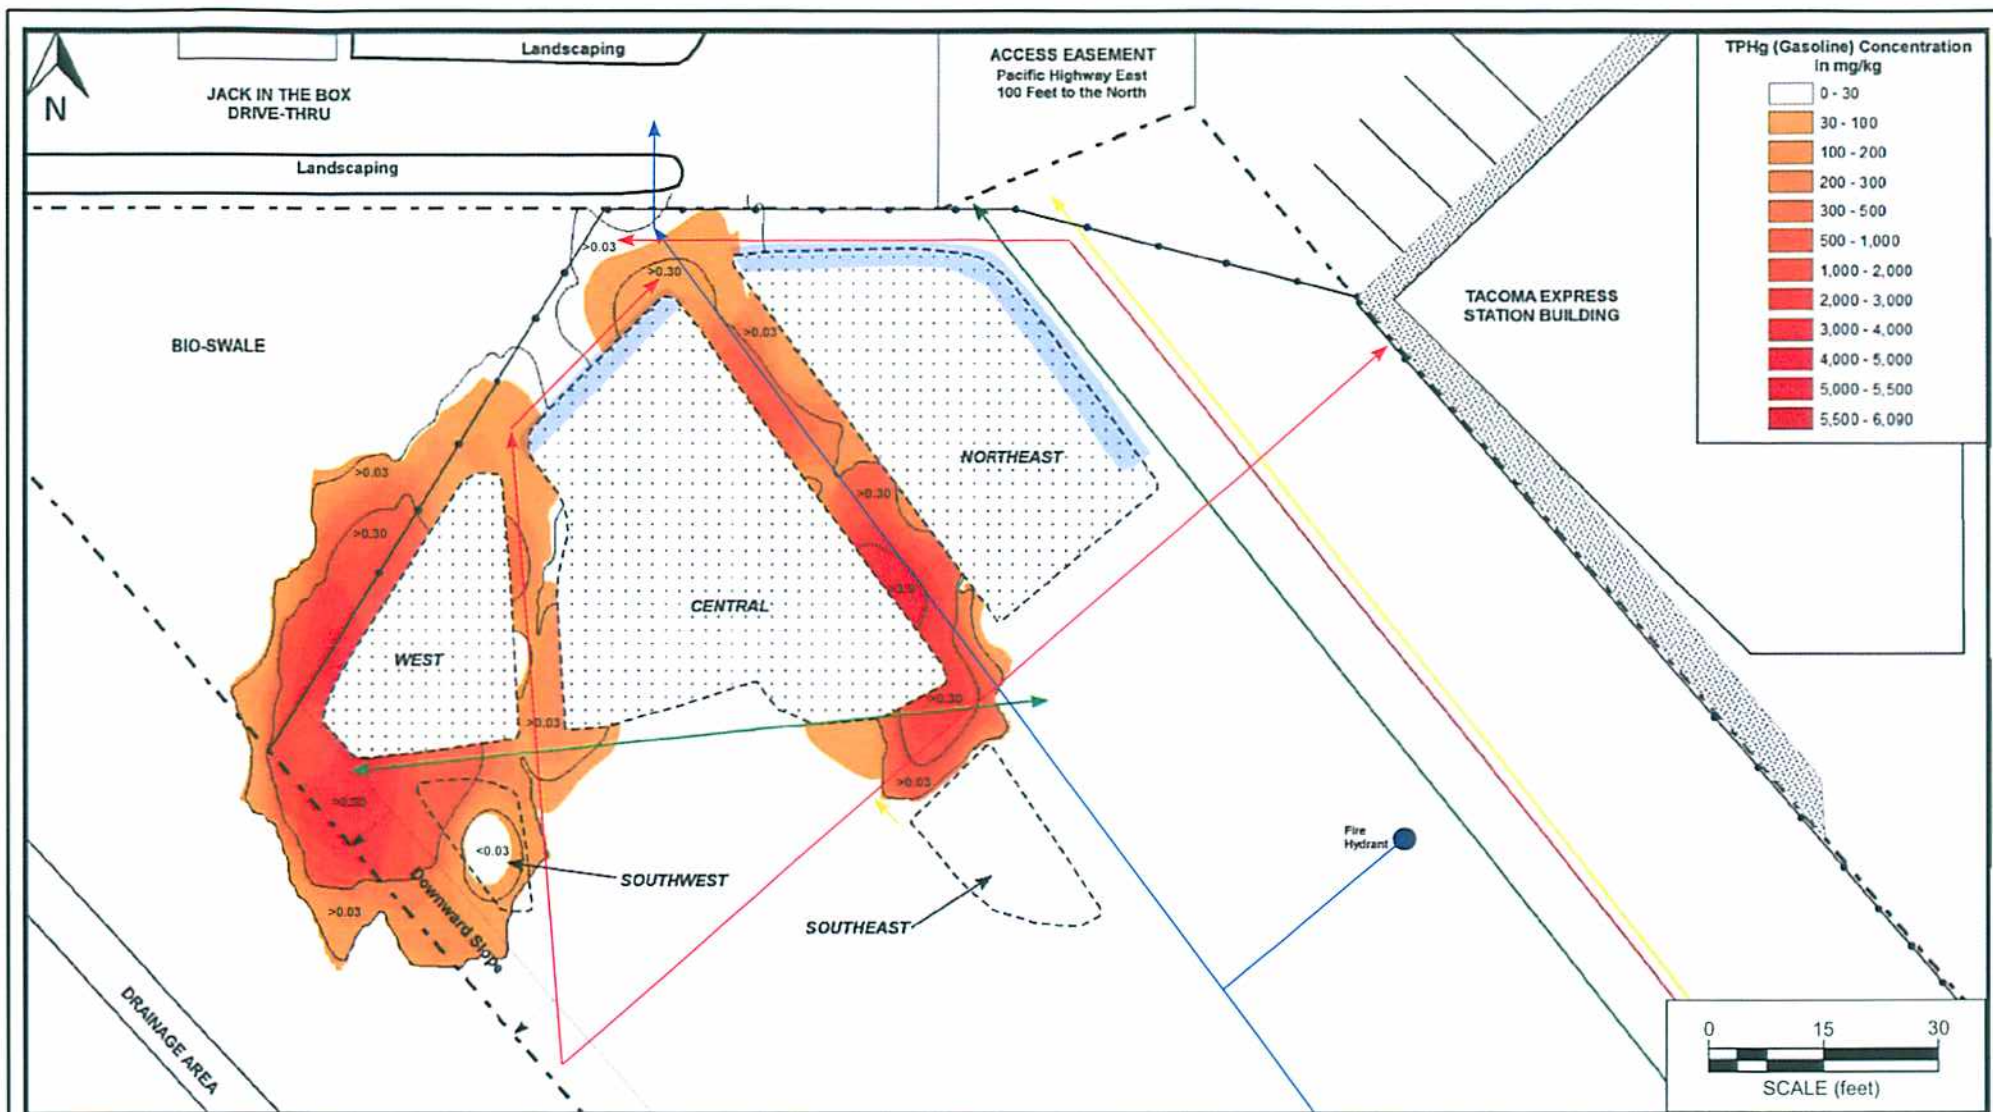 Landscaping
JACK IN THE BOX
DRIVE-THRU
N
Landscaping
ACCESS EASEMENT
Pacific Highway East
100 Feet to the North
TPHg (Gasoline) Concentration
in mg/kg
0 - 30
30 - 100
100 - 200
200 - 300
300 - 500
500 - 1,000
1,000 - 2,000
2,000 - 3,000
3,000 - 4,000
4,000 - 5,000
5,000 - 5,500
5,500 - 6,090
>0.03
>0.30
>0.03
TACOMA EXPRESS
STATION BUILDING
BIO-SWALE
NORTHEAST
>0.03
>0.30
>0.30
CENTRAL
WEST
>0.30
>0.03
>0.03
>0.30
<0.03
SOUTHWEST
>0.03
Downward Slope
SOUTHEAST
Fire
Hydrant
DRAINAGE AREA
0 15 30
SCALE (feet)